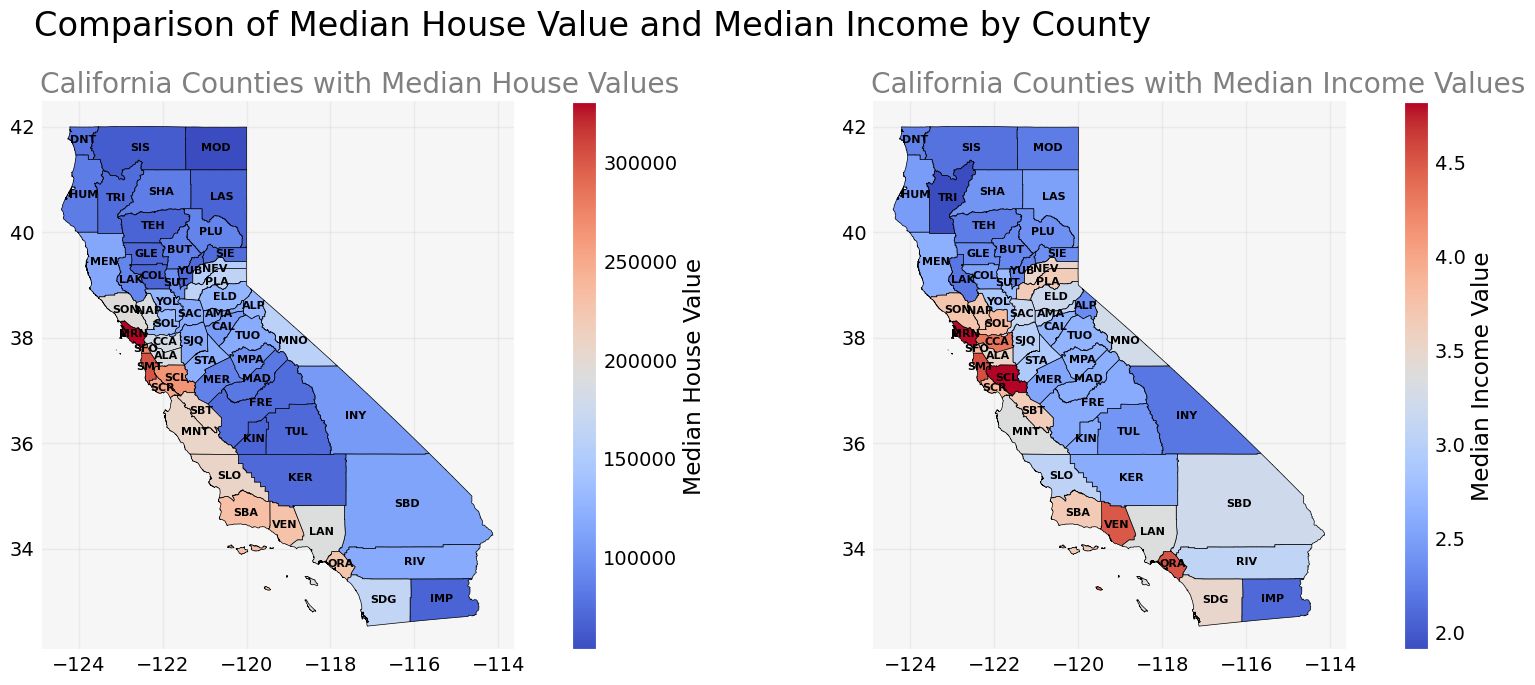 Comparison of Median House Value and Median Income by County
California Counties with Median House Values
42
40
38
36
34
−124
−122
−120
−118
−116
−114
DNT
SIS
MOD
HUM
TRI
SHA
LAS
TEH
PLU
MEN
GLE
BUT
SIE
LAK
COL
YUB
NEV
SUT
PLA
SON
NAP
YOL
ELD
SOL
SAC
AMA
ALP
MRN
CCA
CAL
SFO
ALA
SJQ
TUO
MNO
SMT
STA
MPA
SCL
SCR
MER
MAD
SBT
FRE
INY
MNT
KIN
TUL
SLO
KER
SBD
SBA
VEN
LAN
ORA
RIV
SDG
IMP
300000
250000
200000
150000
100000
Median House Value
California Counties with Median Income Values
42
40
38
36
34
−124
−122
−120
−118
−116
−114
DNT
SIS
MOD
HUM
TRI
SHA
LAS
TEH
PLU
MEN
GLE
BUT
SIE
LAK
COL
YUB
NEV
SUT
PLA
SON
NAP
YOL
ELD
SOL
SAC
AMA
ALP
MRN
CCA
CAL
SFO
ALA
SJQ
TUO
MNO
SMT
STA
MPA
SCL
SCR
MER
MAD
SBT
FRE
INY
MNT
KIN
TUL
SLO
KER
SBD
SBA
VEN
LAN
ORA
RIV
SDG
IMP
4.5
4.0
3.5
3.0
2.5
2.0
Median Income Value